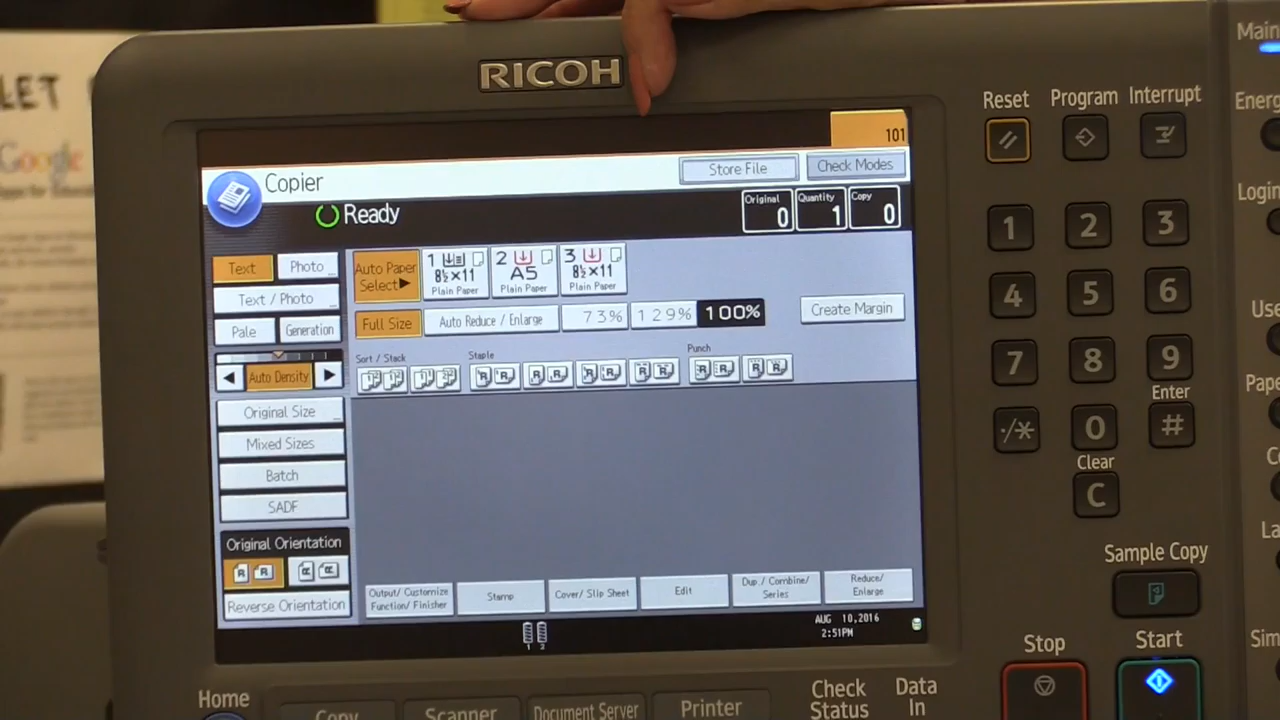 LET
Google
RICOH
101
Copier
Store File
Check Modes
Ready
Original
0
Quantity
1
Copy
0
Text
Photo
Text / Photo
Pale
Generation
Auto Density
Original Size
Mixed Sizes
Batch
SADF
Original Orientation
R R
Reverse Orientation
Auto Paper
Select▶
1
8½×11
Plain Paper
2
A5
Plain Paper
3
8½×11
Plain Paper
Full Size
Auto Reduce / Enlarge
73%
129%
100%
Create Margin
Sort / Stack
Staple
Punch
Output/ Customize
Function/ Finisher
Stamp
Cover/ Slip Sheet
Edit
Dup./ Combine/
Series
Reduce/
Enlarge
1 2
AUG 10,2016
2:51PM
Home
Copy
Scanner
Document Server
Printer
Check
Status
Data
In
Reset
Program
Interrupt
1
2
3
4
5
6
7
8
9
Enter
./*
0
#
Clear
C
Sample Copy
Stop
Start
Main
Energ
Login
Use
Pape
C
La
Sim